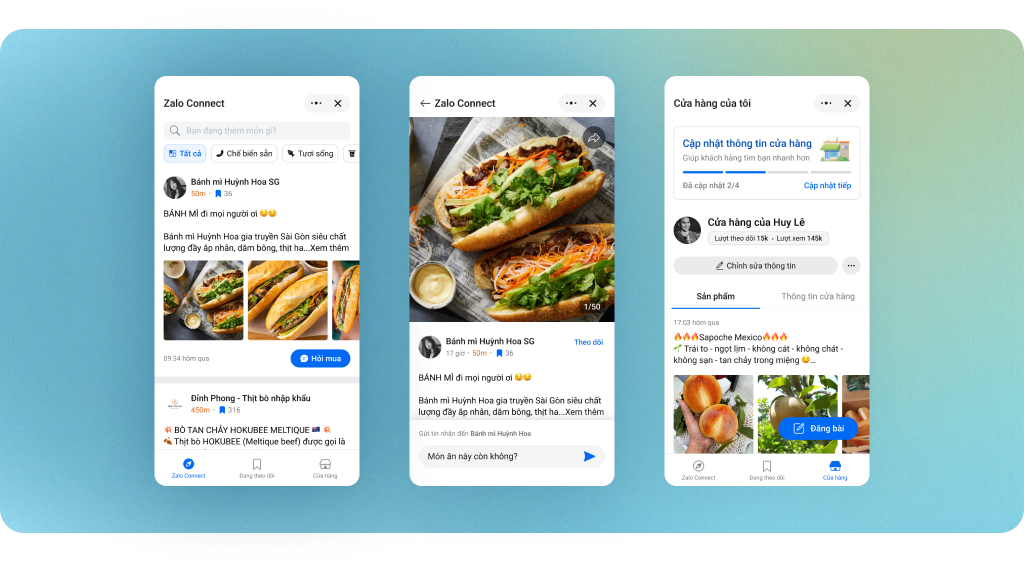 Zalo Connect
Bạn đang thèm món gì?
Tất cả
Chế biến sẵn
Tươi sống
Bánh mì Huỳnh Hoa SG
50m · 36
BÁNH MÌ đi mọi người ơi 😋😋
Bánh mì Huỳnh Hoa gia truyền Sài Gòn siêu chất
lượng đầy ắp nhân, dăm bông, thịt ha...Xem thêm
09:34 hôm qua
Hỏi mua
Đình Phong - Thịt bò nhập khẩu
450m · 316
💥 BÒ TAN CHẢY HOKUBEE MELTIQUE 🇦🇺 💥
🥩 Thịt bò HOKUBEE (Meltique beef) được gọi là
Zalo Connect
Đang theo dõi
Cửa hàng
Zalo Connect
1/50
Bánh mì Huỳnh Hoa SG
Theo dõi
17 giờ · 50m · 36
BÁNH MÌ đi mọi người ơi 😋😋
Bánh mì Huỳnh Hoa gia truyền Sài Gòn siêu chất
lượng đầy ắp nhân, dăm bông, thịt ha...Xem thêm
Gửi tin nhắn đến Bánh mì Huỳnh Hoa
Món ăn này còn không?
Cửa hàng của tôi
Cập nhật thông tin cửa hàng
Giúp khách hàng tìm bạn nhanh hơn
Đã cập nhật 2/4
Cập nhật tiếp
Cửa hàng của Huy Lê
Lượt theo dõi 15k • Lượt xem 145k
Chỉnh sửa thông tin
Sản phẩm
Thông tin cửa hàng
17:03 hôm qua
🔥🔥🔥Sapoche Mexico🔥🔥🔥
🌱 Trái to - ngọt lịm - không cát - không chát -
không sạn - tan chảy trong miệng 😋...
Đăng bài
Zalo Connect
Đang theo dõi
Cửa hàng